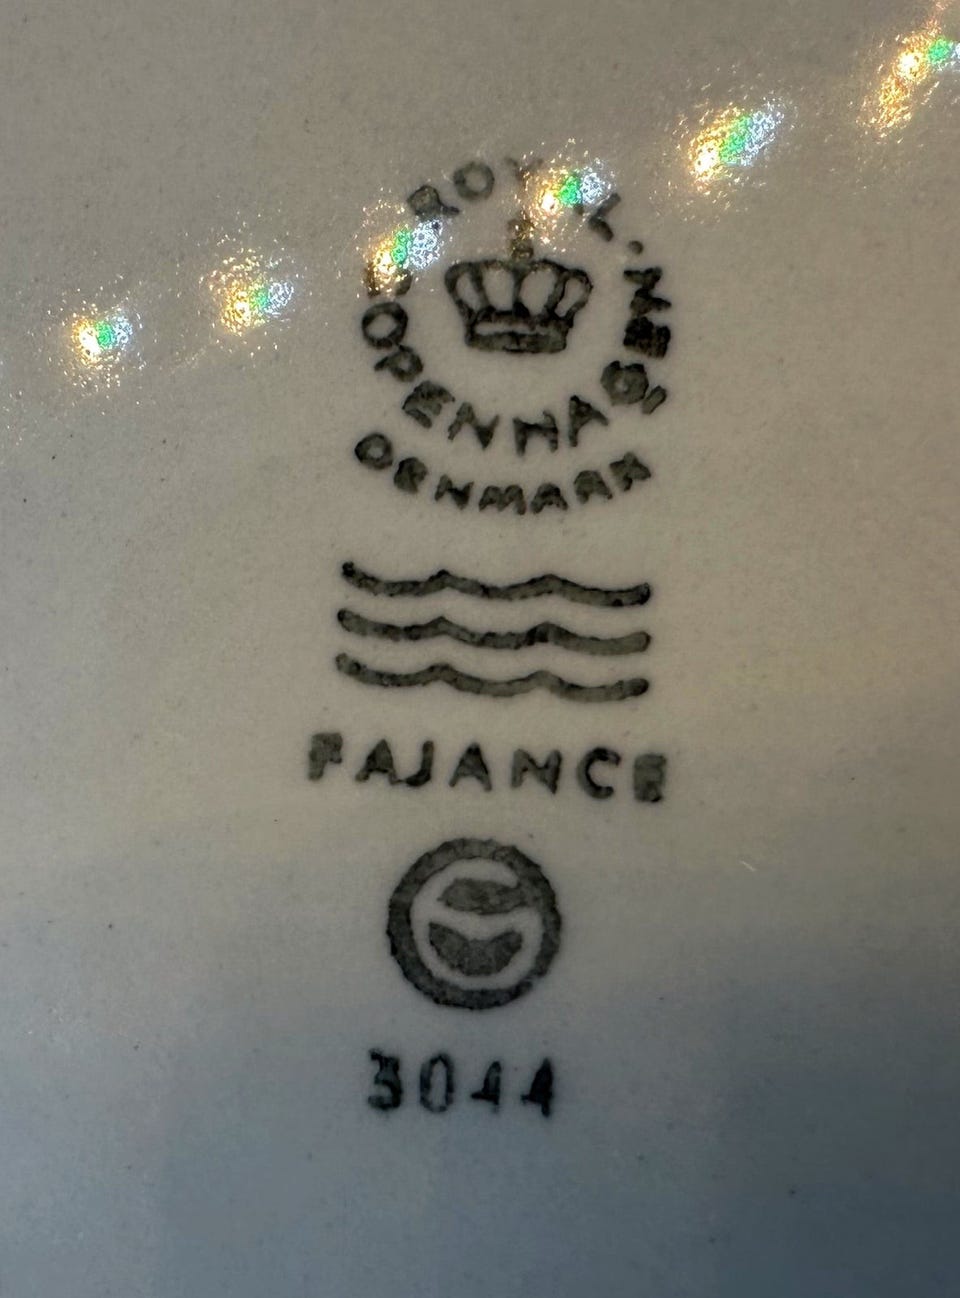 ROYAL · COPENHAGEN
DENMARK
FAJANCE
3044